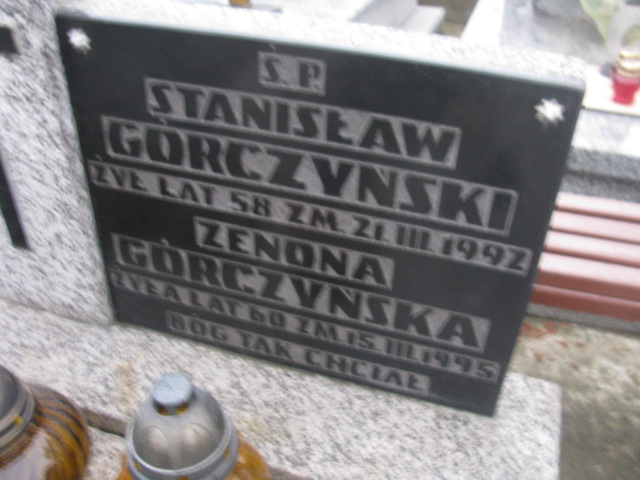 Ś.P.
STANISŁAW
GÓRCZYŃSKI
ŻYŁ LAT 58 ZM. 21.III.1992
ZENONA
GÓRCZYŃSKA
ŻYŁA LAT 60 ZM. 15.III.1995
BÓG TAK CHCIAŁ